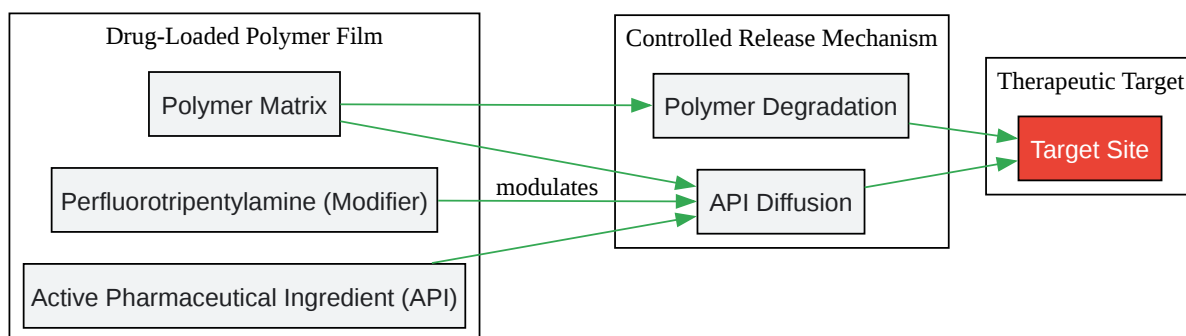 Drug-Loaded Polymer Film
Polymer Matrix
Perfluorotripentylamine (Modifier)
Active Pharmaceutical Ingredient (API)
modulates
Controlled Release Mechanism
Polymer Degradation
API Diffusion
Therapeutic Target
Target Site